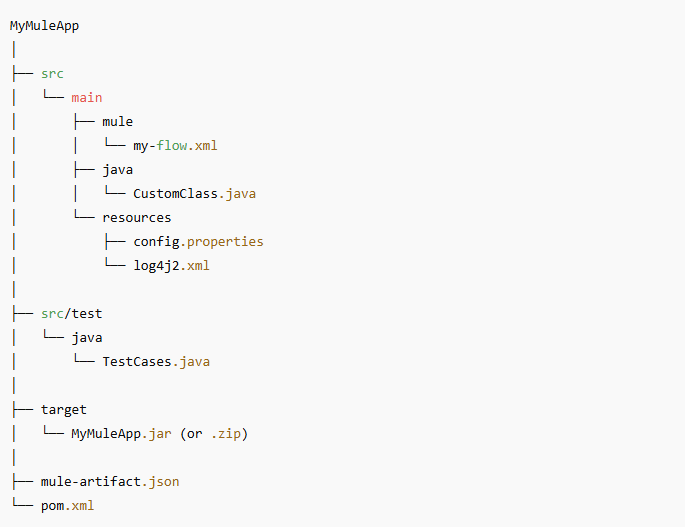 MyMuleApp
│
├── src
│   └── main
│       ├── mule
│       │   └── my-flow.xml
│       ├── java
│       │   └── CustomClass.java
│       └── resources
│           ├── config.properties
│           └── log4j2.xml
│
├── src/test
│   └── java
│       └── TestCases.java
│
├── target
│   └── MyMuleApp.jar (or .zip)
│
├── mule-artifact.json
└── pom.xml